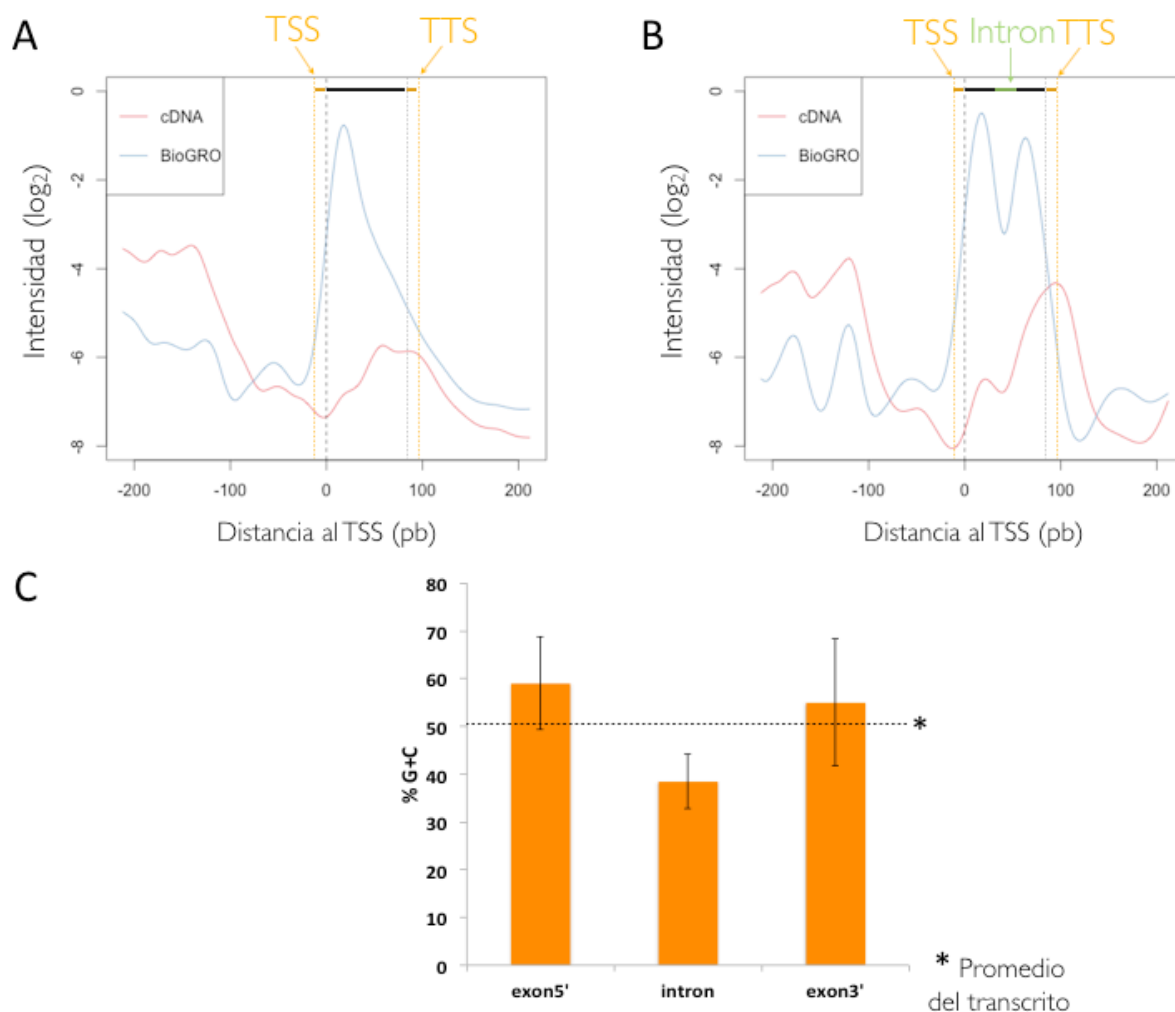 A
TSS
TTS
cDNA
BioGRO
Intensidad (log2)
0
-2
-4
-6
-8
-200
-100
0
100
200
Distancia al TSS (pb)
B
TSS
Intron
TTS
cDNA
BioGRO
Intensidad (log2)
0
-2
-4
-6
-8
-200
-100
0
100
200
Distancia al TSS (pb)
C
% G+C
80
70
60
50
40
30
20
10
0
*
exon5'
intron
exon3'
* Promedio
del transcrito